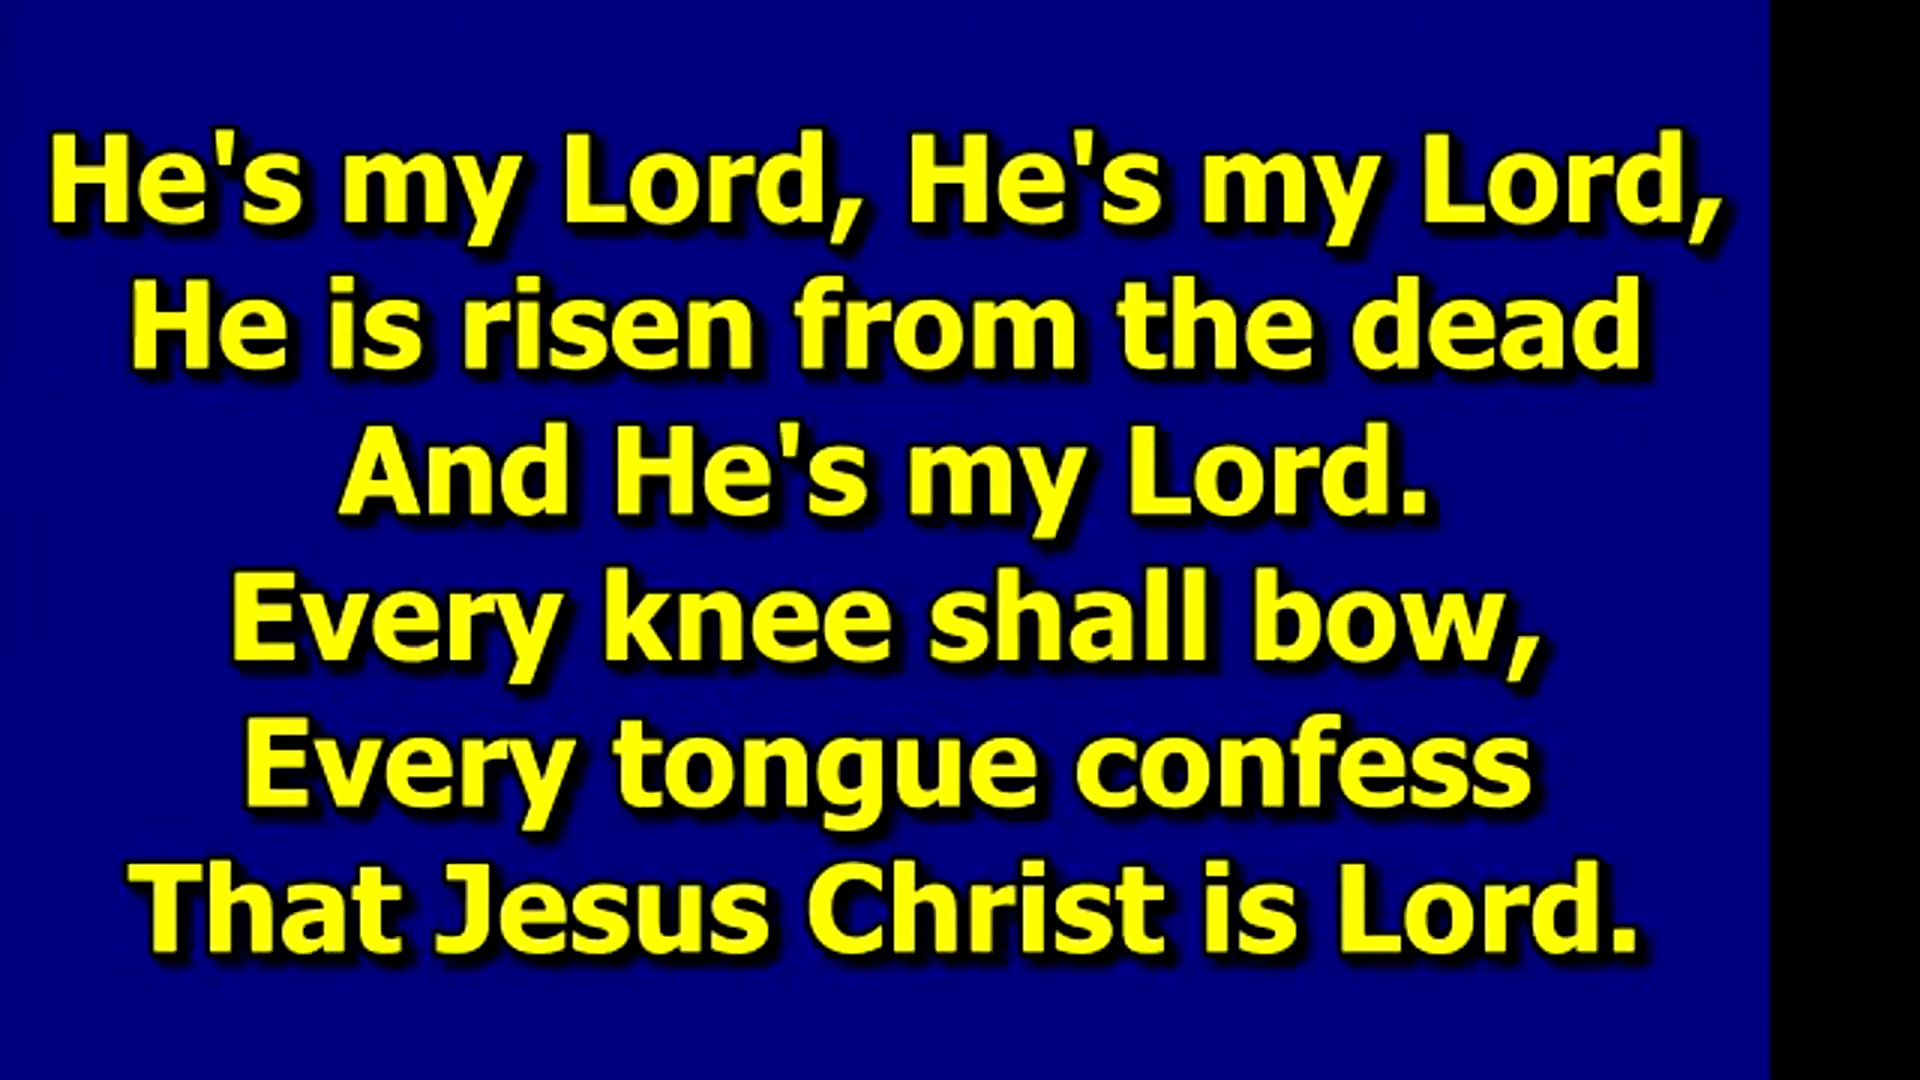 He's my Lord, He's my Lord,
He is risen from the dead
And He's my Lord.
Every knee shall bow,
Every tongue confess
That Jesus Christ is Lord.